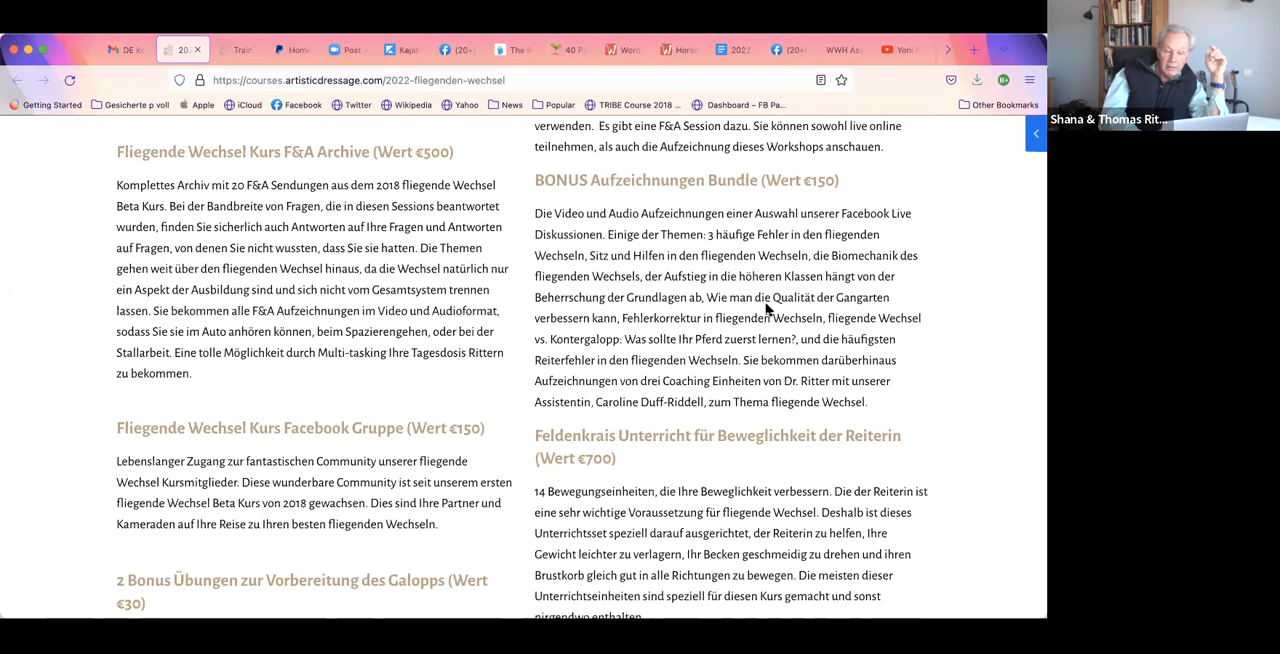 DE ko
20
Train
Home
Post
Kajab
(20+
The R
40 P
Word
Horse
2022
(20+)
WWH Ass
Yoni E
https://courses.artisticdressage.com/2022-fliegenden-wechsel
Getting Started
Gesicherte p voll
Apple
iCloud
Facebook
Twitter
Wikipedia
Yahoo
News
Popular
TRIBE Course 2018 ...
Dashboard – FB Pa...
Other Bookmarks
Shana & Thomas Rit...
Fliegende Wechsel Kurs F&A Archive (Wert €500)
Komplettes Archiv mit 20 F&A Sendungen aus dem 2018 fliegende Wechsel
Beta Kurs. Bei der Bandbreite von Fragen, die in diesen Sessions beantwortet
wurden, finden Sie sicherlich auch Antworten auf Ihre Fragen und Antworten
auf Fragen, von denen Sie nicht wussten, dass Sie sie hatten. Die Themen
gehen weit über den fliegenden Wechsel hinaus, da die Wechsel natürlich nur
ein Aspekt der Ausbildung sind und sich nicht vom Gesamtsystem trennen
lassen. Sie bekommen alle F&A Aufzeichnungen im Video und Audioformat,
sodass Sie sie im Auto anhören können, beim Spazierengehen, oder bei der
Stallarbeit. Eine tolle Möglichkeit durch Multi-tasking Ihre Tagesdosis Rittern
zu bekommen.
Fliegende Wechsel Kurs Facebook Gruppe (Wert €150)
Lebenslanger Zugang zur fantastischen Community unserer fliegende
Wechsel Kursmitglieder. Diese wunderbare Community ist seit unserem ersten
fliegende Wechsel Beta Kurs von 2018 gewachsen. Dies sind Ihre Partner und
Kameraden auf Ihre Reise zu Ihren besten fliegenden Wechseln.
2 Bonus Übungen zur Vorbereitung des Galopps (Wert
€30)
verwenden. Es gibt eine F&A Session dazu. Sie können sowohl live online
teilnehmen, als auch die Aufzeichnung dieses Workshops anschauen.
BONUS Aufzeichnungen Bundle (Wert €150)
Die Video und Audio Aufzeichnungen einer Auswahl unserer Facebook Live
Diskussionen. Einige der Themen: 3 häufige Fehler in den fliegenden
Wechseln, Sitz und Hilfen in den fliegenden Wechseln, die Biomechanik des
fliegenden Wechsels, der Aufstieg in die höheren Klassen hängt von der
Beherrschung der Grundlagen ab, Wie man die Qualität der Gangarten
verbessern kann, Fehlerkorrektur in fliegenden Wechseln, fliegende Wechsel
vs. Kontergalopp: Was sollte Ihr Pferd zuerst lernen?, und die häufigsten
Reiterfehler in den fliegenden Wechseln. Sie bekommen darüberhinaus
Aufzeichnungen von drei Coaching Einheiten von Dr. Ritter mit unserer
Assistentin, Caroline Duff-Riddell, zum Thema fliegende Wechsel.
Feldenkrais Unterricht für Beweglichkeit der Reiterin
(Wert €700)
14 Bewegungseinheiten, die Ihre Beweglichkeit verbessern. Die der Reiterin ist
eine sehr wichtige Voraussetzung für fliegende Wechsel. Deshalb ist dieses
Unterrichtsset speziell darauf ausgerichtet, der Reiterin zu helfen, Ihre
Gewicht leichter zu verlagern, Ihr Becken geschmeidig zu drehen und ihren
Brustkorb gleich gut in alle Richtungen zu bewegen. Die meisten dieser
Unterrichtseinheiten sind speziell für diesen Kurs gemacht und sonst
nirgendwo enthalten.